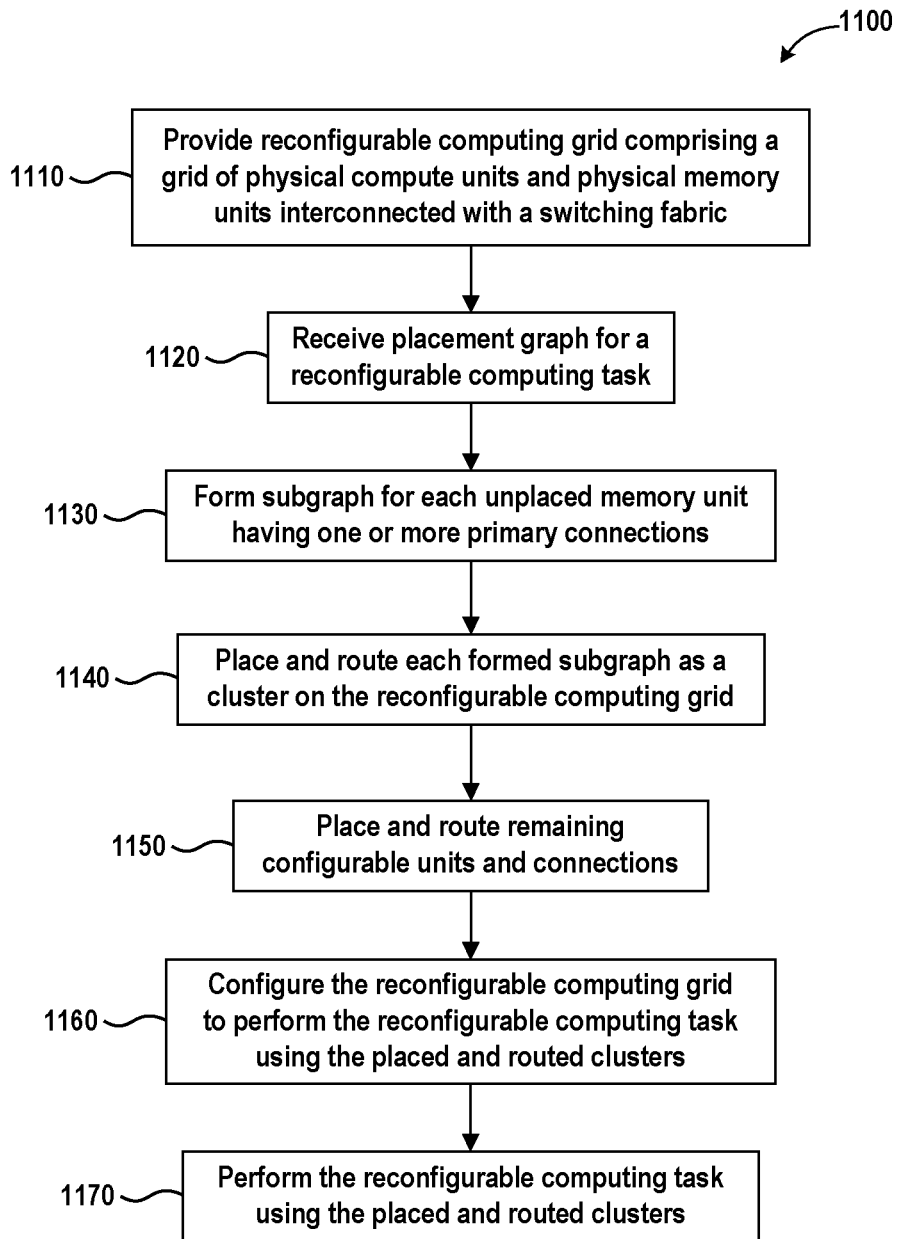 1100
Provide reconfigurable computing grid comprising a
1110
grid of physical compute units and physical memory
units interconnected with a switching fabric
Receive placement graph for a
1120
reconfigurable computing task
Form subgraph for each unplaced memory unit
1130
having one or more primary connections
Place and route each formed subgraph as a
1140
cluster on the reconfigurable computing grid
Place and route remaining
1150
configurable units and connections
Configure the reconfigurable computing grid
1160
to perform the reconfigurable computing task
using the placed and routed clusters
Perform the reconfigurable computing task
1170
using the placed and routed clusters